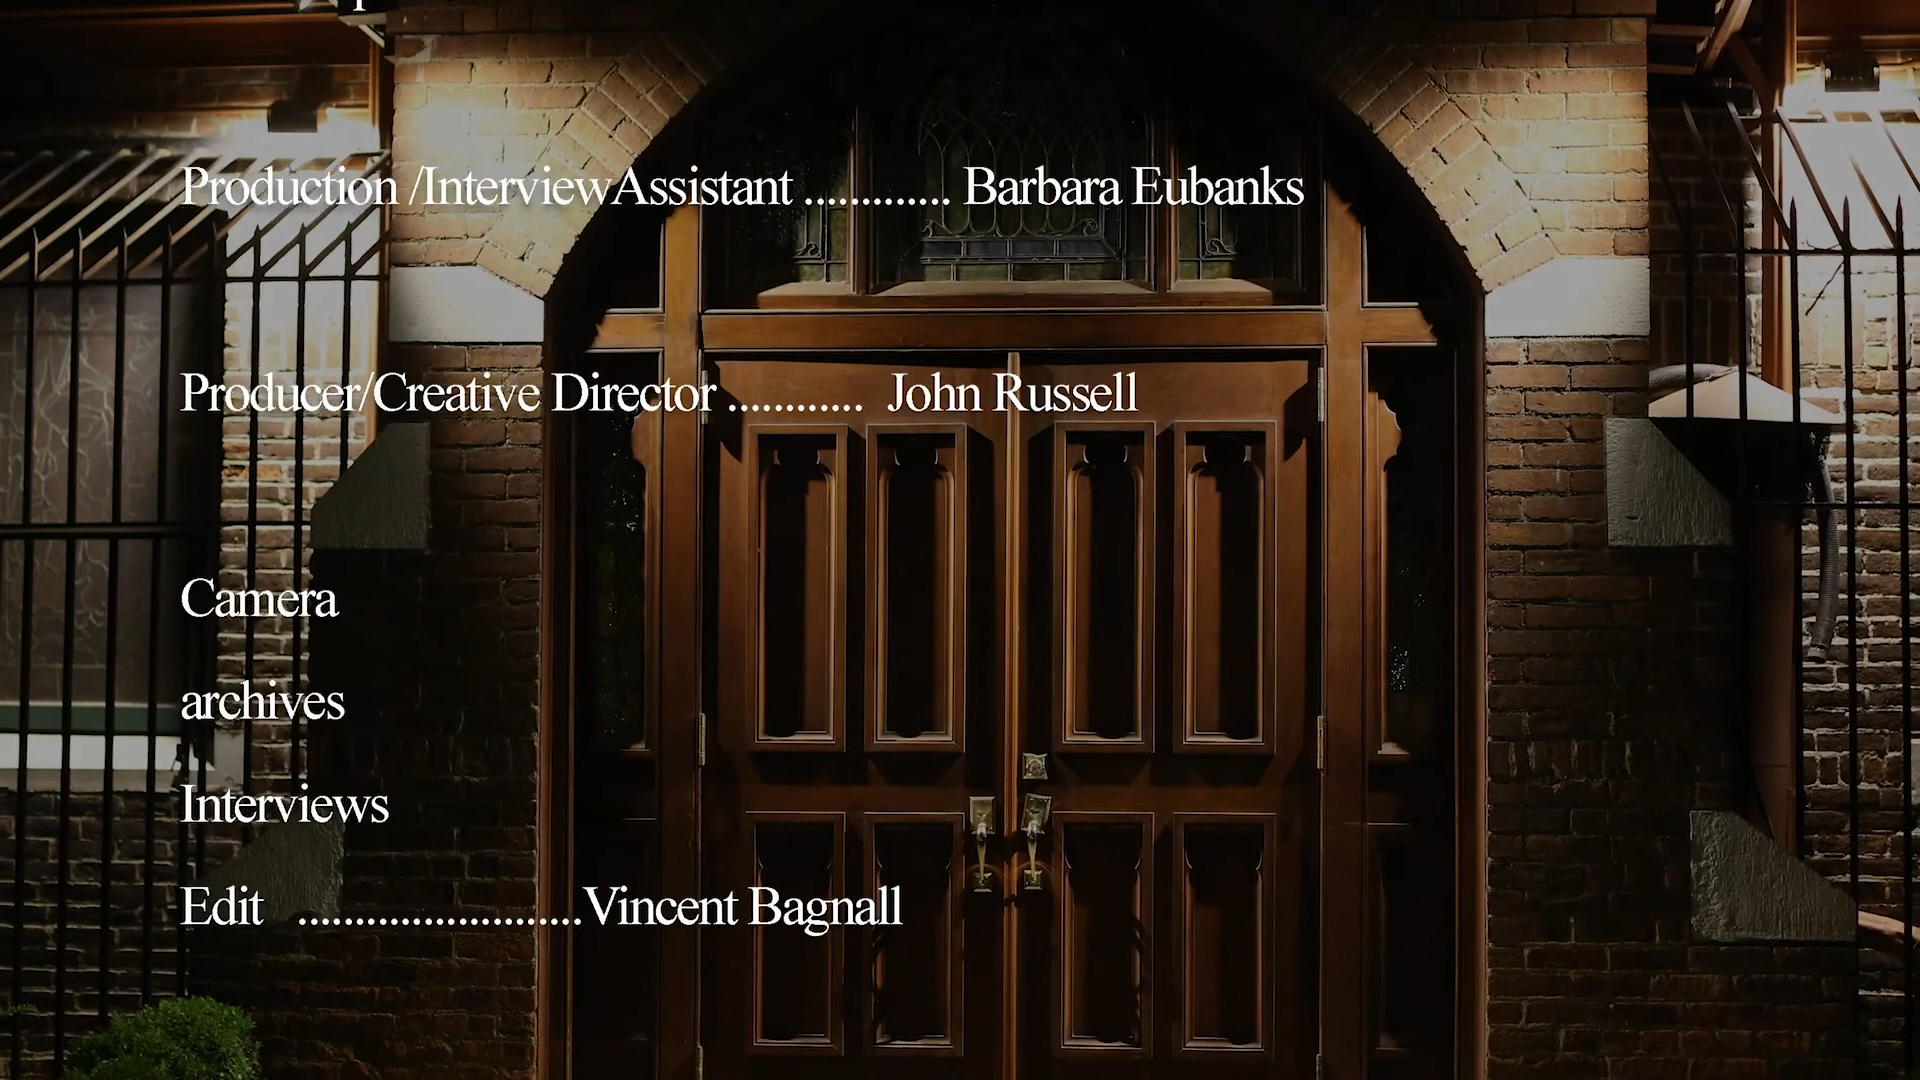 Production /InterviewAssistant ............. Barbara Eubanks
Producer/Creative Director ............ John Russell
Camera
archives
Interviews
Edit .........................Vincent Bagnall